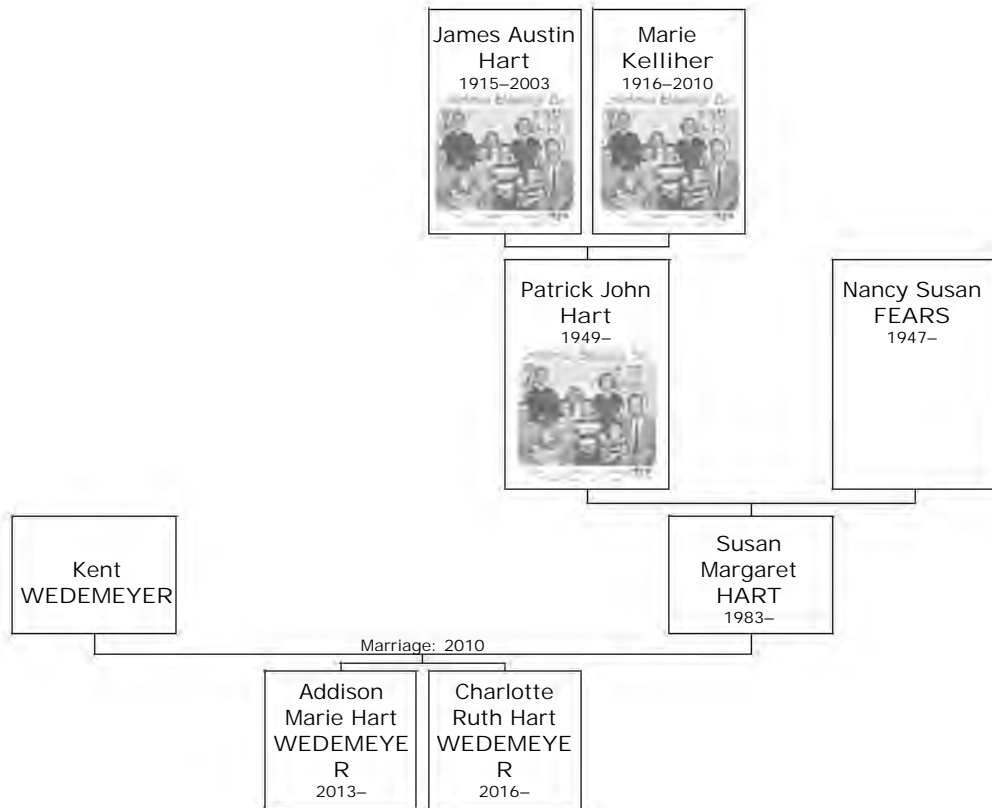 James Austin
Hart
1915–2003
Marie
Kelliher
1916–2010
Patrick John
Hart
1949–
Nancy Susan
FEARS
1947–
Kent
WEDEMEYER
Susan
Margaret
HART
1983–
Marriage: 2010
Addison
Marie Hart
WEDEMEYE
R
2013–
Charlotte
Ruth Hart
WEDEMEYE
R
2016–